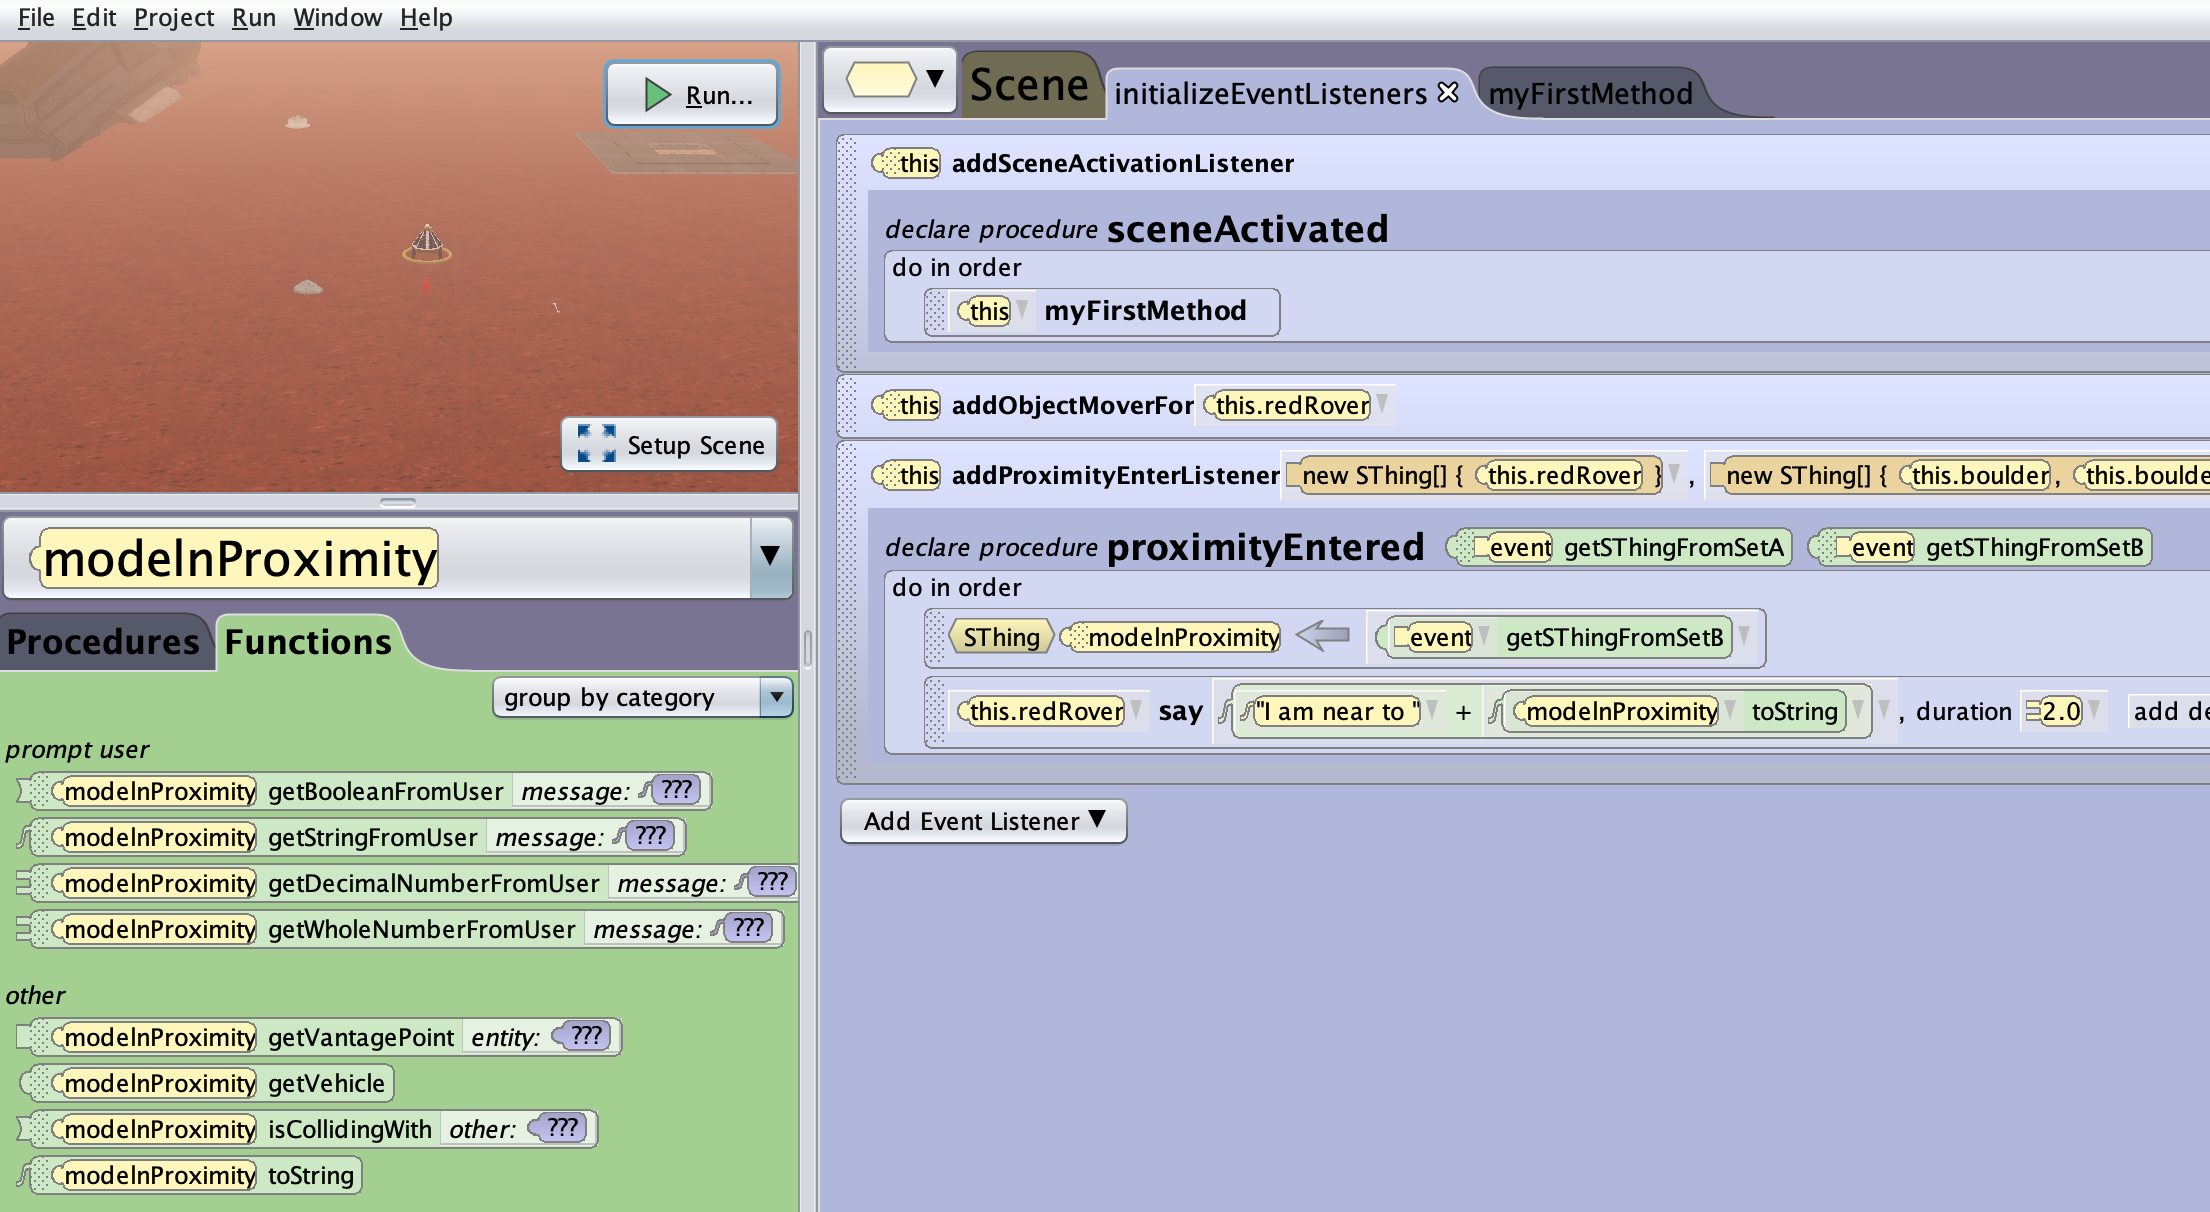 File Edit Project Run Window Help
Run...
Setup Scene
modelnProximity
Procedures Functions
group by category
prompt user
modelnProximity getBooleanFromUser message: ???
modelnProximity getStringFromUser message: ???
modelnProximity getDecimalNumberFromUser message: ???
modelnProximity getWholeNumberFromUser message: ???
other
modelnProximity getVantagePoint entity: ???
modelnProximity getVehicle
modelnProximity isCollidingWith other: ???
modelnProximity toString
Scene initializeEventListeners myFirstMethod
this addSceneActivationListener
declare procedure sceneActivated
do in order
this myFirstMethod
this addObjectMoverFor this.redRover
this addProximityEnterListener new SThing[] { this.redRover } , new SThing[] { this.boulder, this.boulde
declare procedure proximityEntered event getSThingFromSetA event getSThingFromSetB
do in order
SThing modelnProximity event getSThingFromSetB
this.redRover say "I am near to " + modelnProximity toString , duration 2.0 add de
Add Event Listener